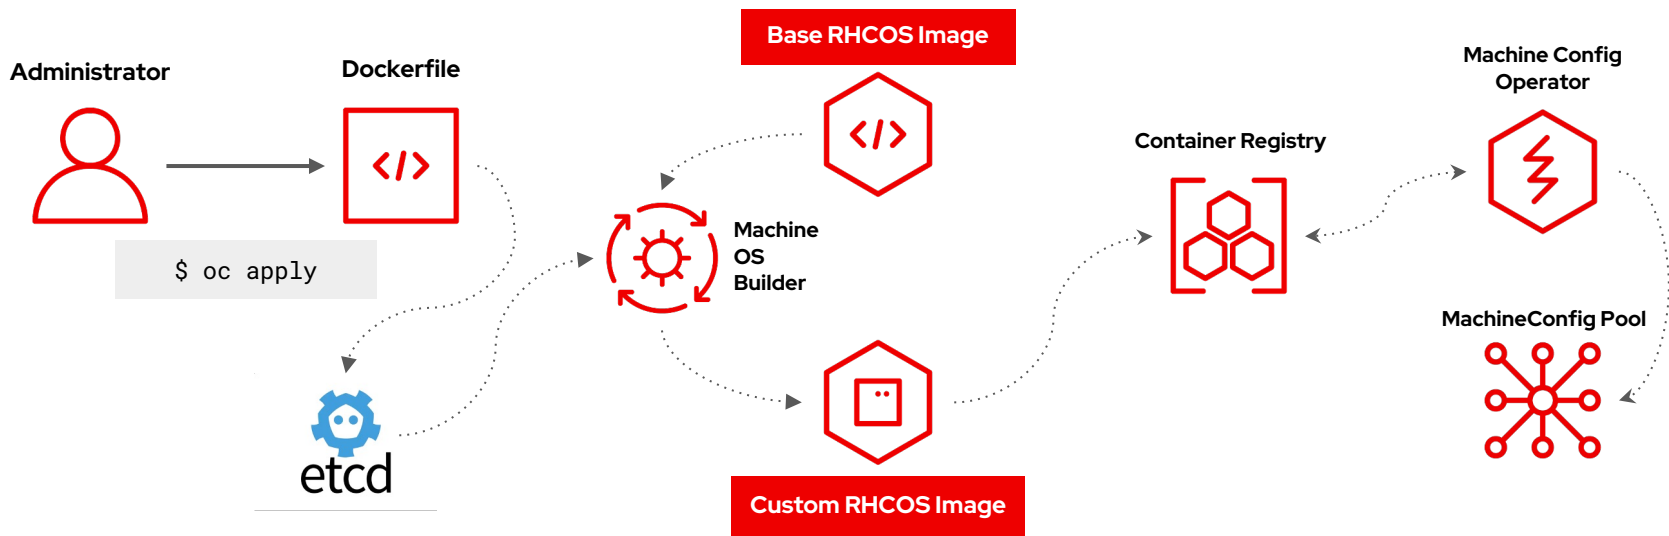 Administrator
Dockerfile
$ oc apply
etcd
Base RHCOS Image
Machine
OS
Builder
Custom RHCOS Image
Container Registry
Machine Config
Operator
MachineConfig Pool